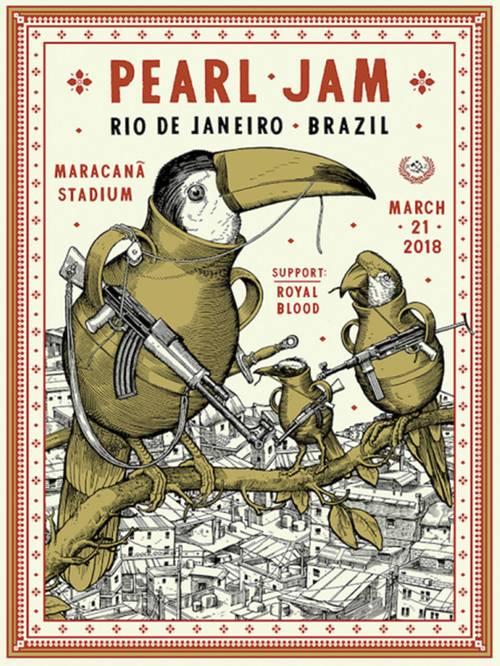 PEARL · JAM
RIO DE JANEIRO · BRAZIL
MARACANÃ
STADIUM
MARCH
· 21 ·
2018
SUPPORT:
ROYAL
BLOOD